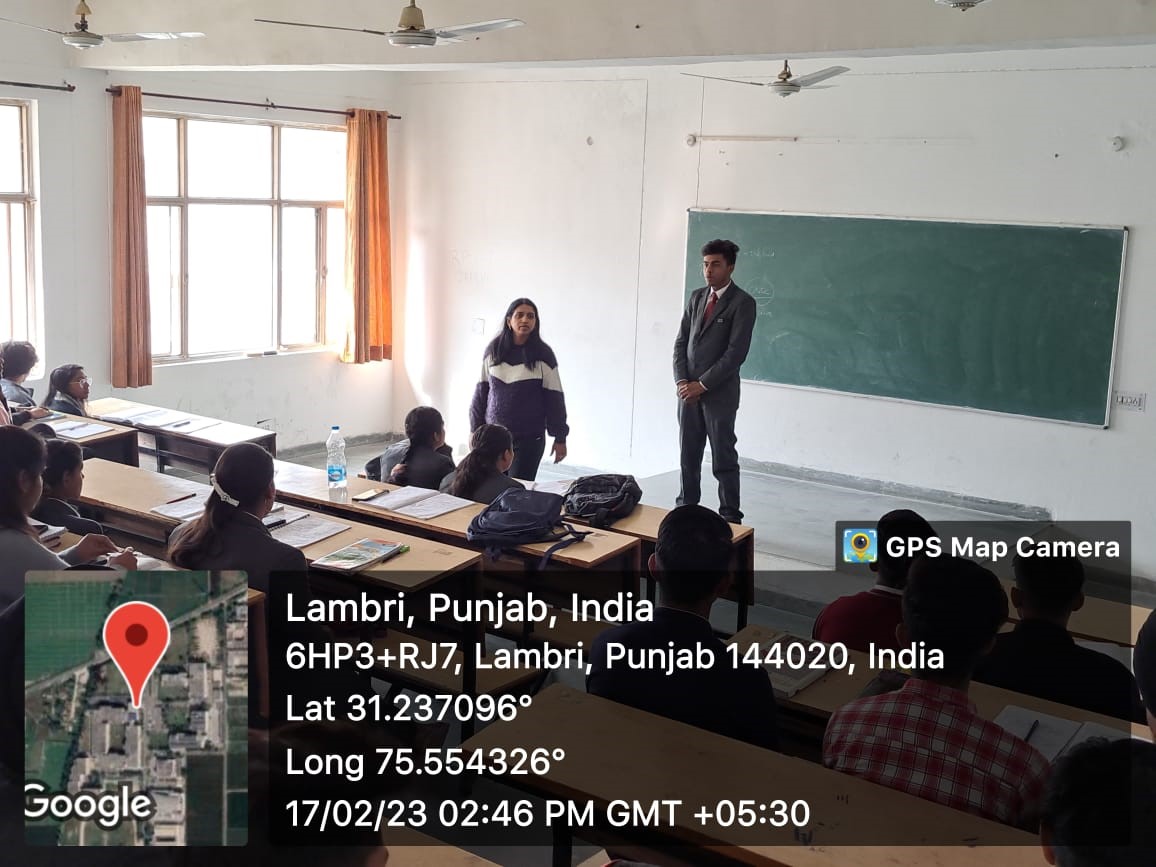 GPS Map Camera
Lambri, Punjab, India
6HP3+RJ7, Lambri, Punjab 144020, India
Lat 31.237096°
Long 75.554326°
17/02/23 02:46 PM GMT +05:30
Google